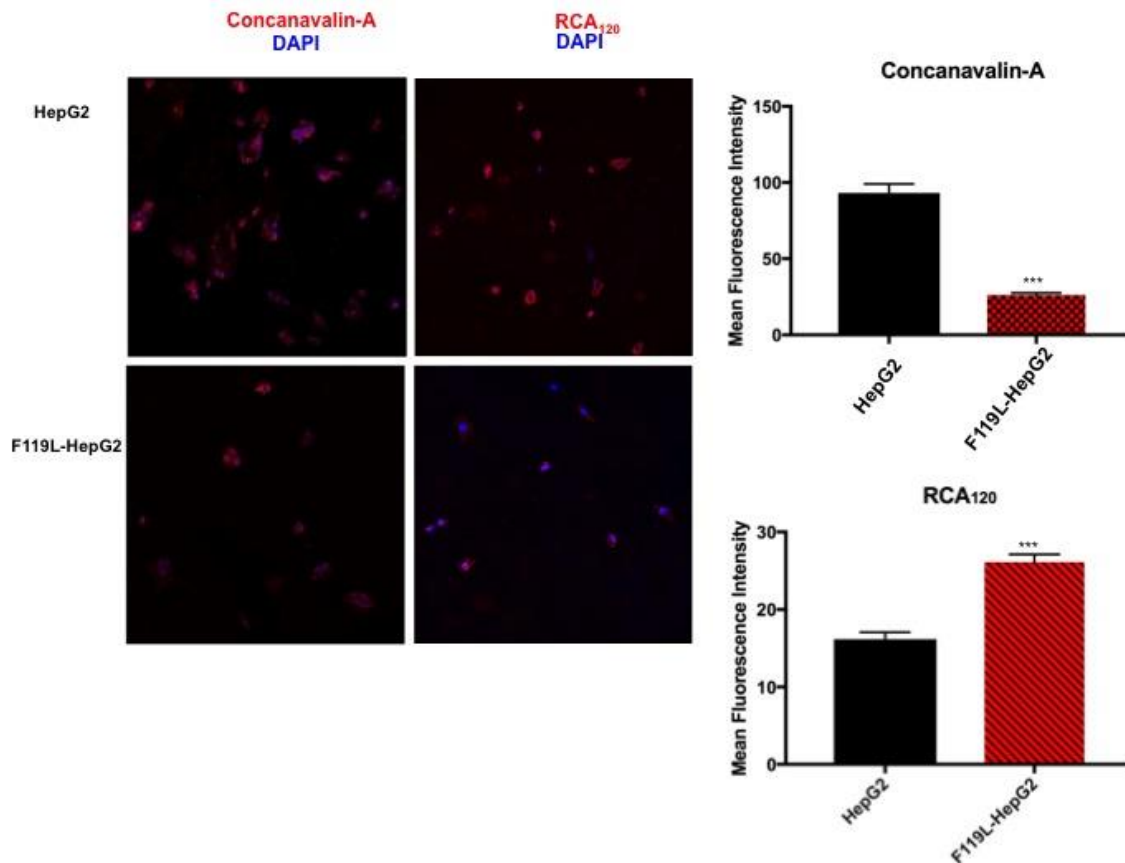 Concanavalin-A
DAPI
RCA₁₂₀
DAPI
HepG2
F119L-HepG2
Concanavalin-A
Mean Fluorescence Intensity
150
100
50
0
***
HepG2
F119L-HepG2
RCA₁₂₀
Mean Fluorescence Intensity
30
20
10
0
***
HepG2
F119L-HepG2